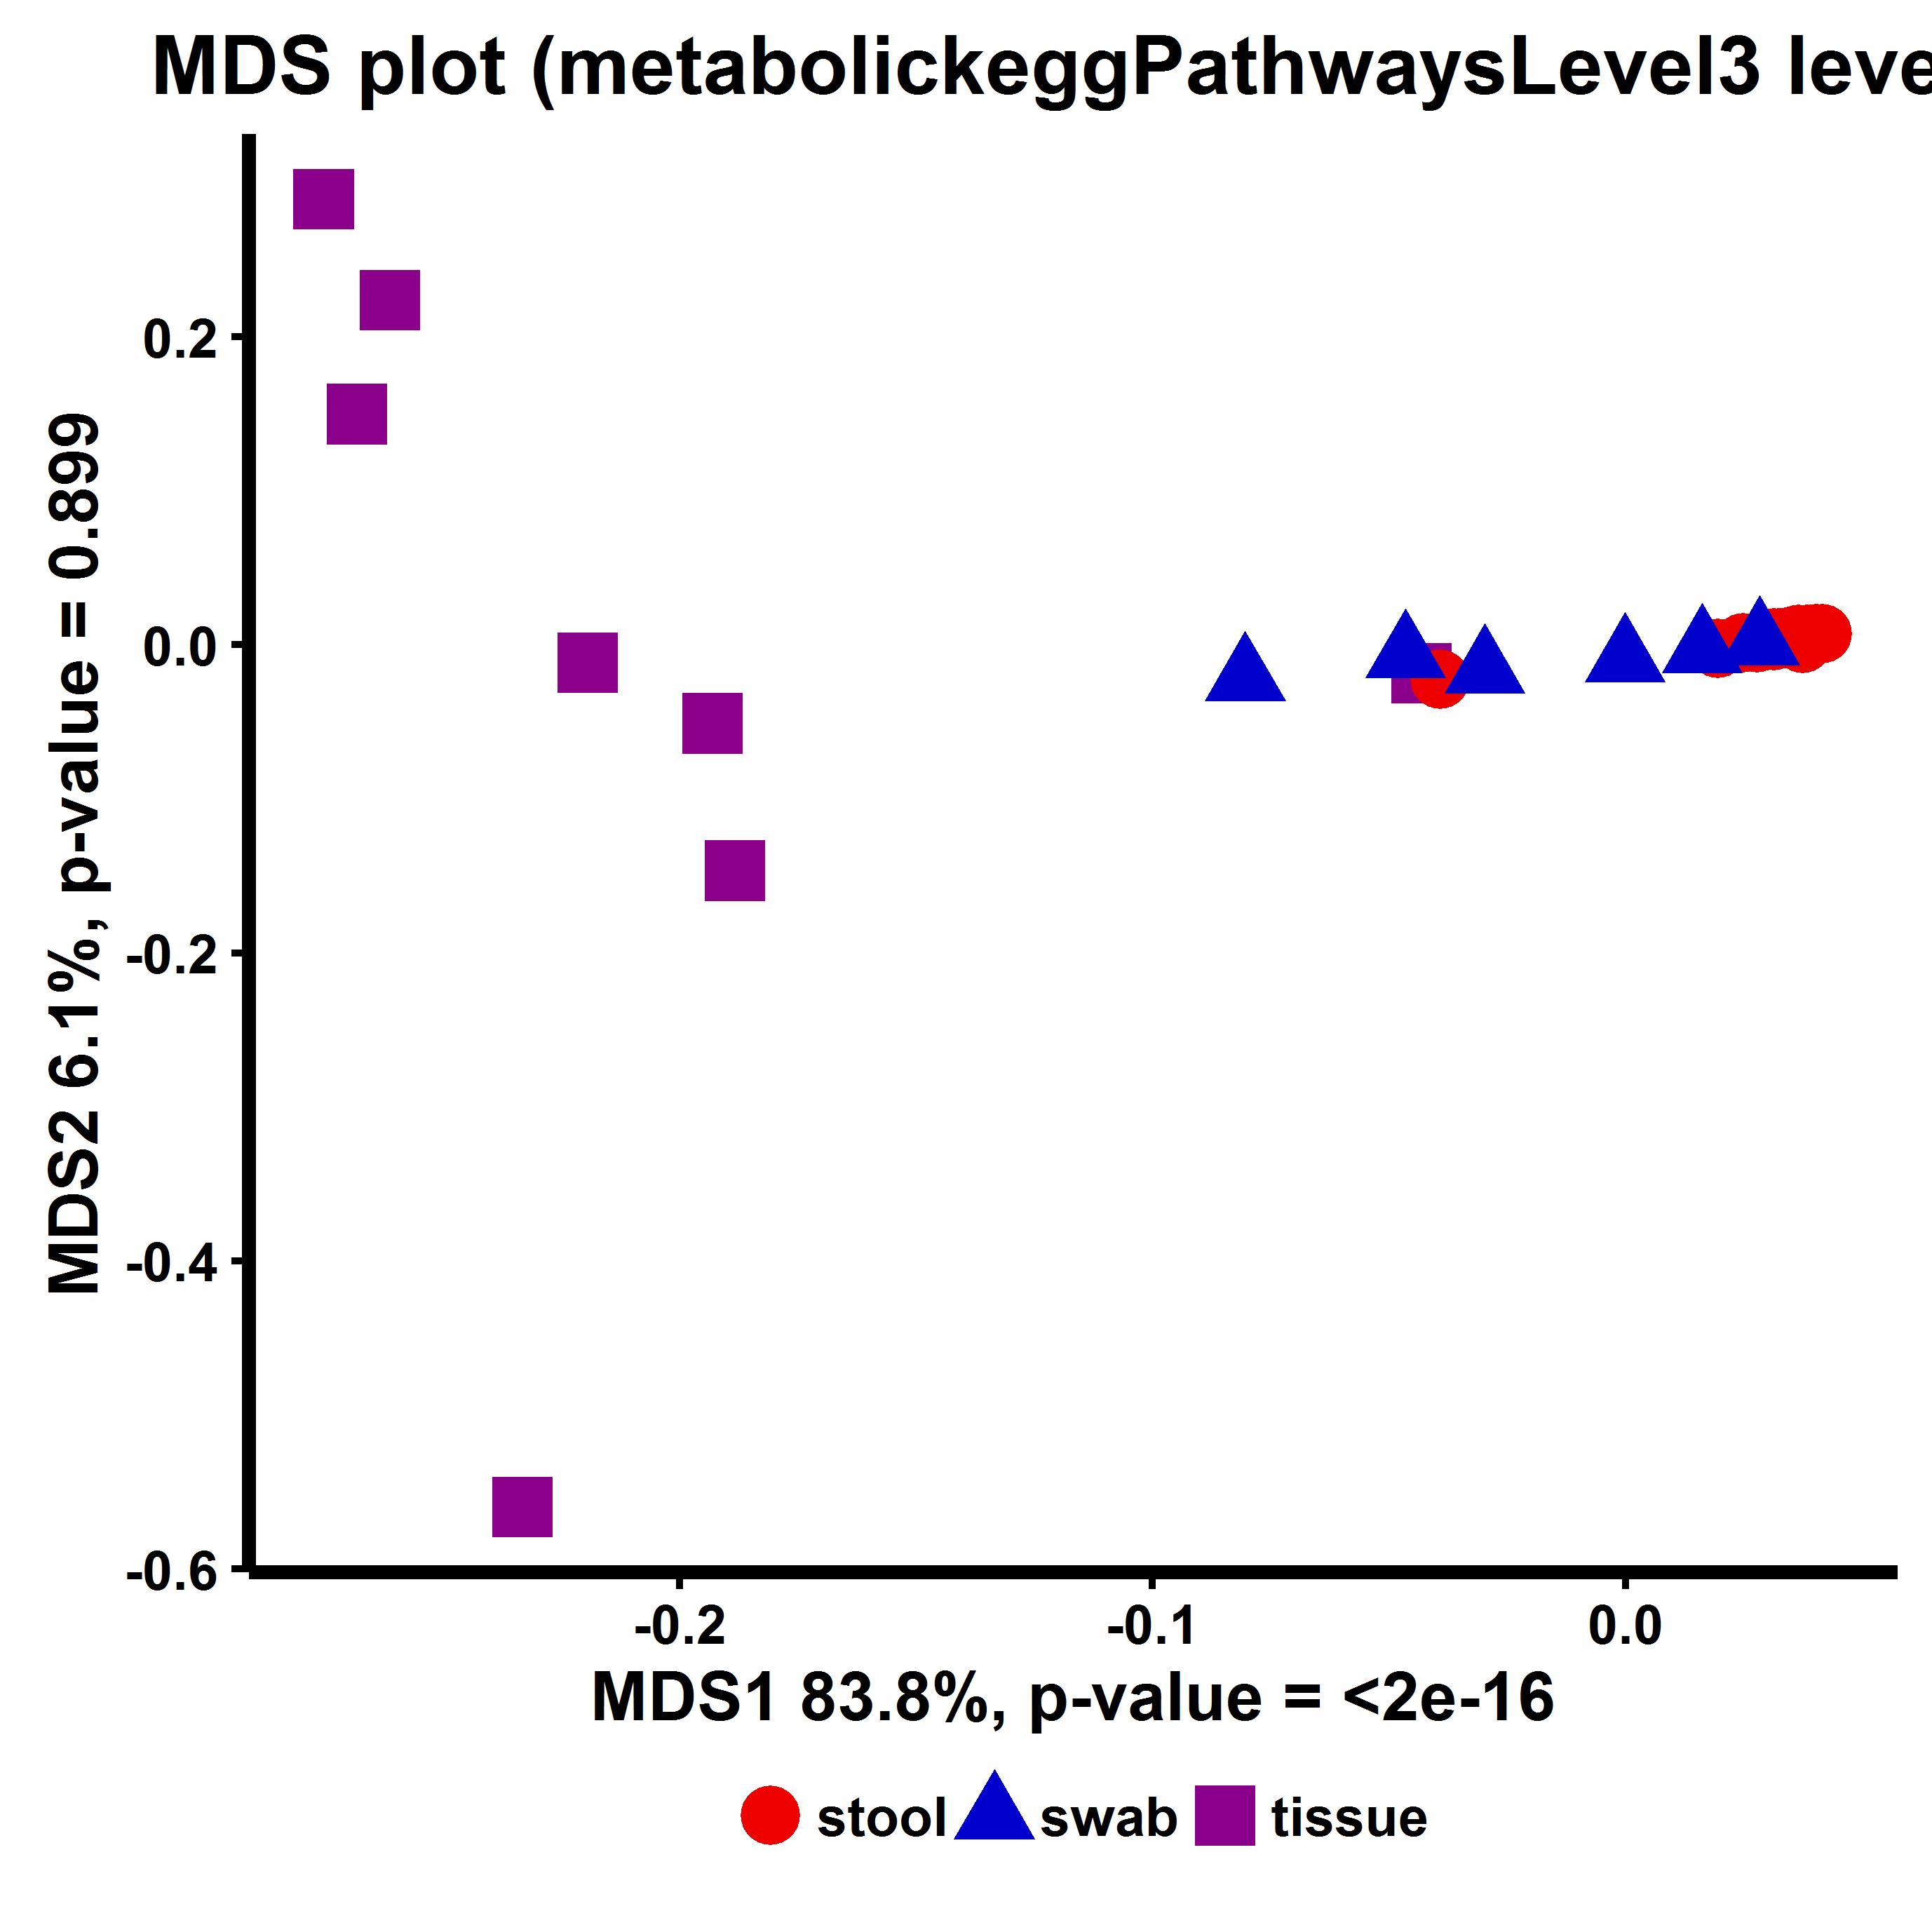 MDS plot (metabolickeggPathwaysLevel3 leve
MDS2 6.1%, p-value = 0.899
0.2
0.0
-0.2
-0.4
-0.6
-0.2
-0.1
0.0
MDS1 83.8%, p-value = <2e-16
stool
swab
tissue